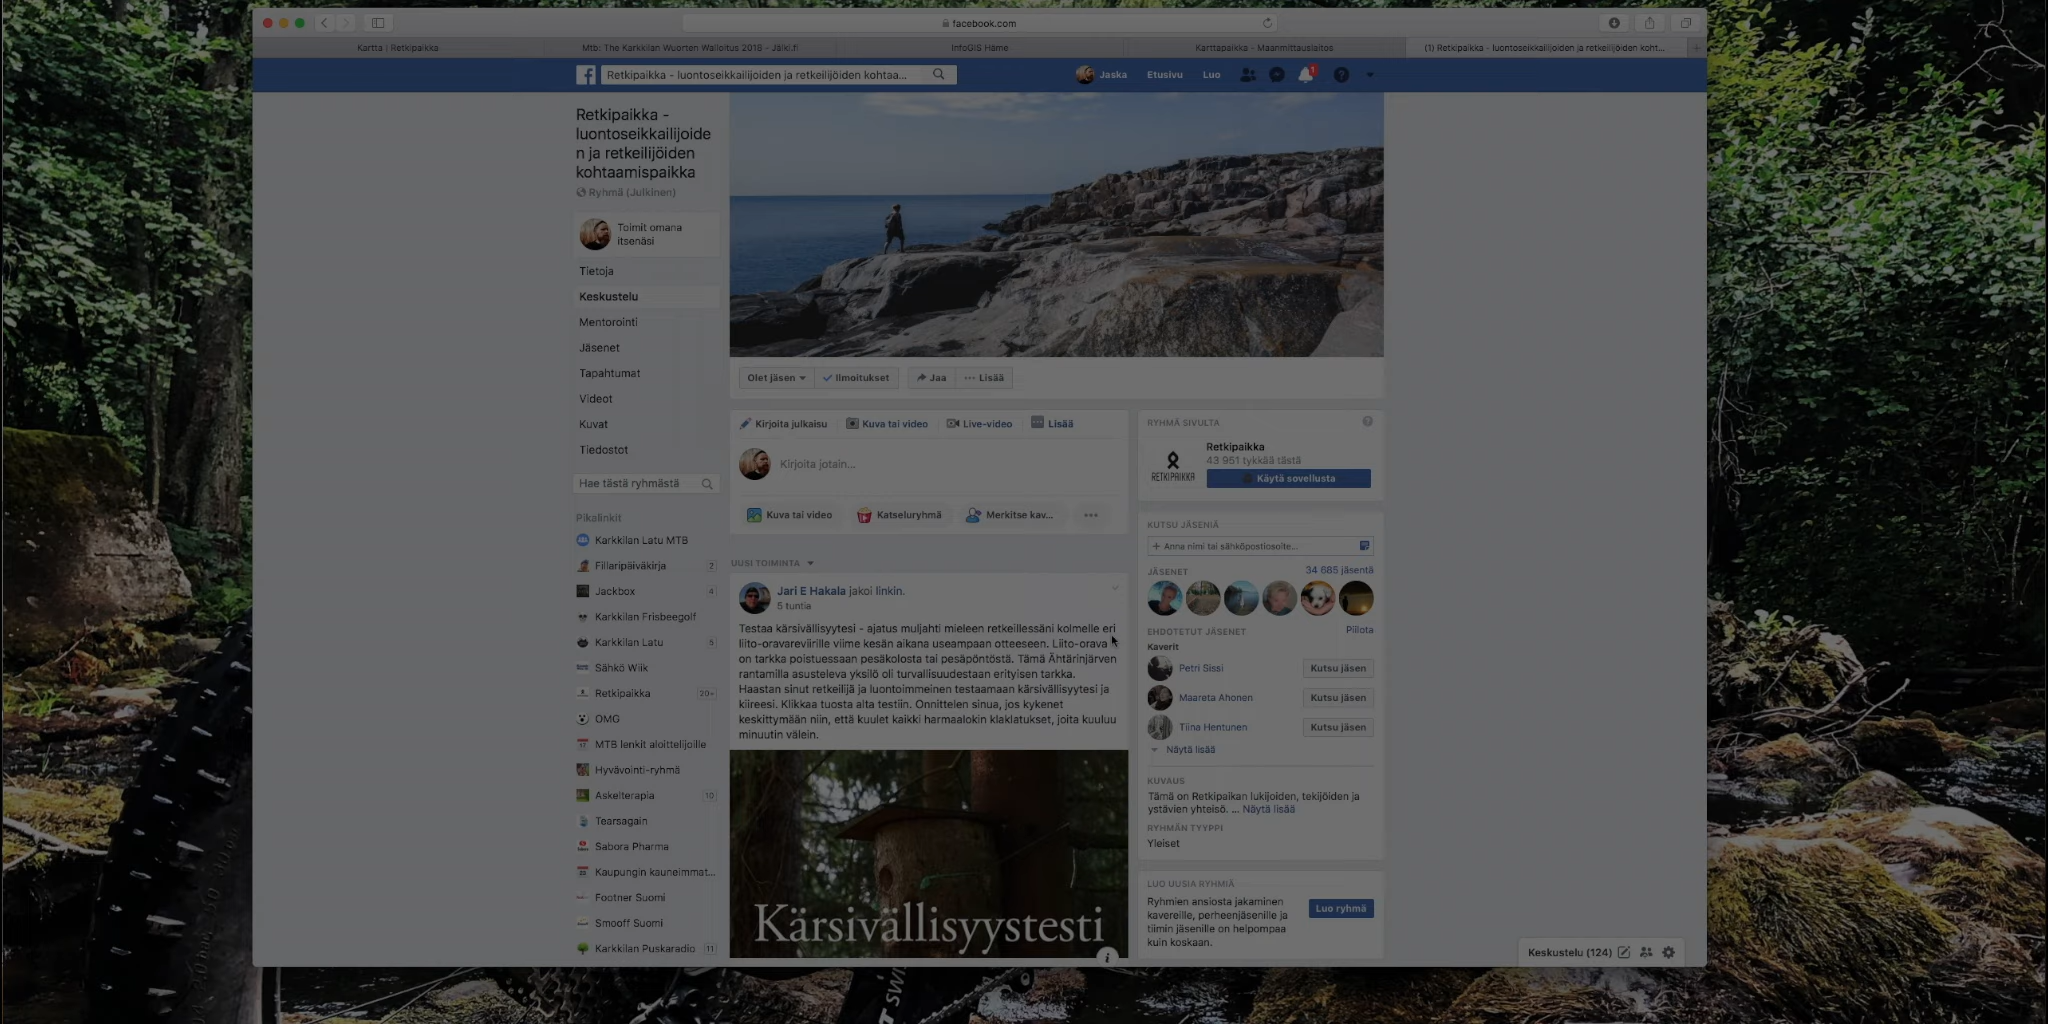 facebook.com
Kartta | Retkipaikka
Mtb: The Karkkilan Wuorten Walloitus 2018 - Jälki.fi
InfoGIS Häme
Karttapaikka - Maanmittauslaitos
(1) Retkipaikka - luontoseikkailijoiden ja retkeilijöiden koht...
Retkipaikka - luontoseikkailijoiden ja retkeilijöiden kohtaa...
Jaska
Etusivu
Luo
1
Retkipaikka -
luontoseikkailijoide
n ja retkeilijöiden
kohtaamispaikka
Ryhmä (Julkinen)
Toimit omana
itsenäsi
Tietoja
Keskustelu
Mentorointi
Jäsenet
Tapahtumat
Videot
Kuvat
Tiedostot
Hae tästä ryhmästä
Pikalinkit
Karkkilan Latu MTB
Fillaripäiväkirja 2
Jackbox 4
Karkkilan Frisbeegolf
Karkkilan Latu 5
Sähkö Wiik
Retkipaikka 20+
OMG
MTB lenkit aloittelijoille
Hyvävointi-ryhmä
Askelterapia 10
Tearsagain
Sabora Pharma
Kaupungin kauneimmat...
Footner Suomi
Smooff Suomi
Karkkilan Puskaradio 11
Olet jäsen
Ilmoitukset
Jaa
Lisää
Kirjoita julkaisu
Kuva tai video
Live-video
Lisää
Kirjoita jotain...
Kuva tai video
Katseluryhmä
Merkitse kav...
UUSI TOIMINTA
Jari E Hakala jakoi linkin.
5 tuntia
Testaa kärsivällisyytesi - ajatus muljahti mieleen retkeillessäni kolmelle eri
liito-oravareviirille viime kesän aikana useampaan otteeseen. Liito-orava
on tarkka poistuessaan pesäkolosta tai pesäpöntöstä. Tämä Ähtärinjärven
rantamilla asusteleva yksilö oli turvallisuudestaan erityisen tarkka.
Haastan sinut retkeilijä ja luontoimmeinen testaamaan kärsivällisyytesi ja
kiireesi. Klikkaa tuosta alta testiin. Onnittelen sinua, jos kykenet
keskittymään niin, että kuulet kaikki harmaalokin klaklatukset, joita kuuluu
minuutin välein.
Kärsivällisyystesti
RYHMÄ SIVULTA
RETKIPAIKKA
Retkipaikka
43 951 tykkää tästä
Käytä sovellusta
KUTSU JÄSENIÄ
+ Anna nimi tai sähköpostiosoite...
JÄSENET
34 685 jäsentä
EHDOTETUT JÄSENET
Piilota
Kaverit
Petri Sissi
Kutsu jäsen
Maareta Ahonen
Kutsu jäsen
Tiina Hentunen
Kutsu jäsen
Näytä lisää
KUVAUS
Tämä on Retkipaikan lukijoiden, tekijöiden ja
ystävien yhteisö. ... Näytä lisää
RYHMÄN TYYPPI
Yleiset
LUO UUSIA RYHMIÄ
Ryhmien ansiosta jakaminen
kavereille, perheenjäsenille ja
tiimin jäsenille on helpompaa
kuin koskaan.
Luo ryhmä
Keskustelu (124)